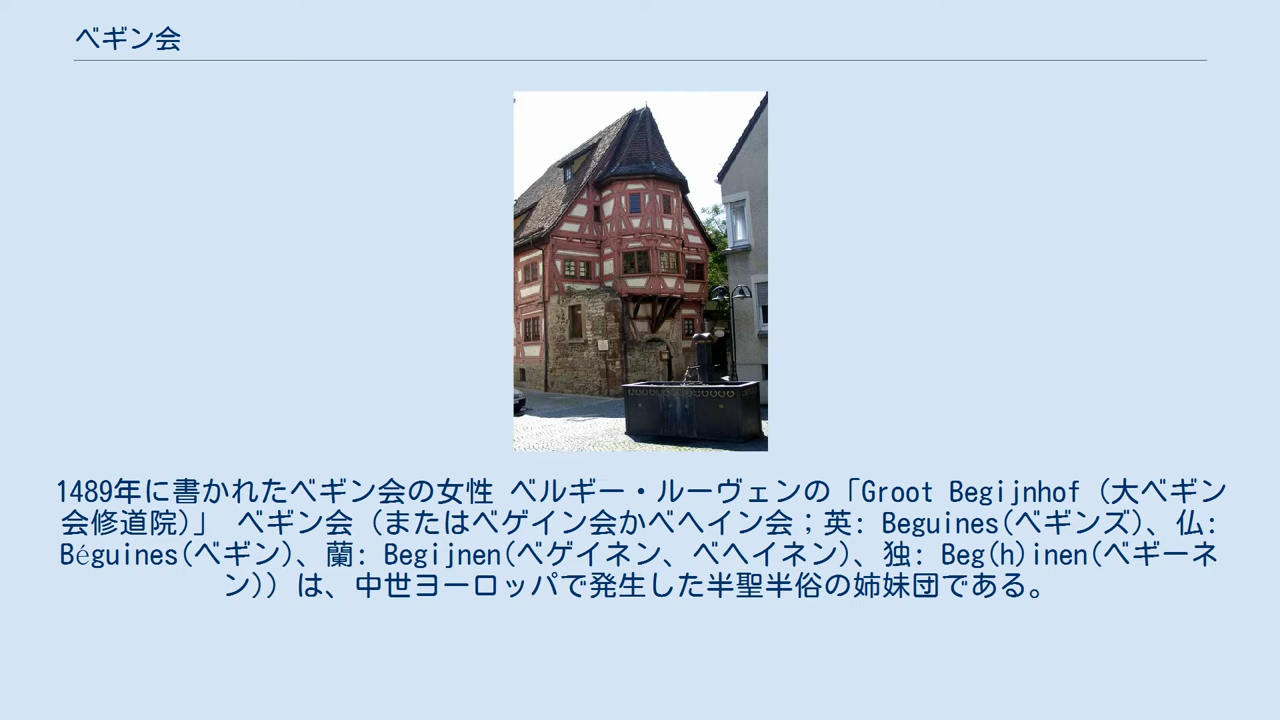 ベギン会
1489年に書かれたベギン会の女性 ベルギー・ルーヴェンの「Groot Begijnhof (大ベギン
会修道院)」 ベギン会 (またはベゲイン会かベヘイン会；英: Beguines(ベギンズ)、仏:
Béguines(ベギン)、蘭: Begijnen(ベゲイネン、ベヘイネン)、独: Beg(h)inen(ベギーネ
ン)) は、中世ヨーロッパで発生した半聖半俗の姉妹団である。